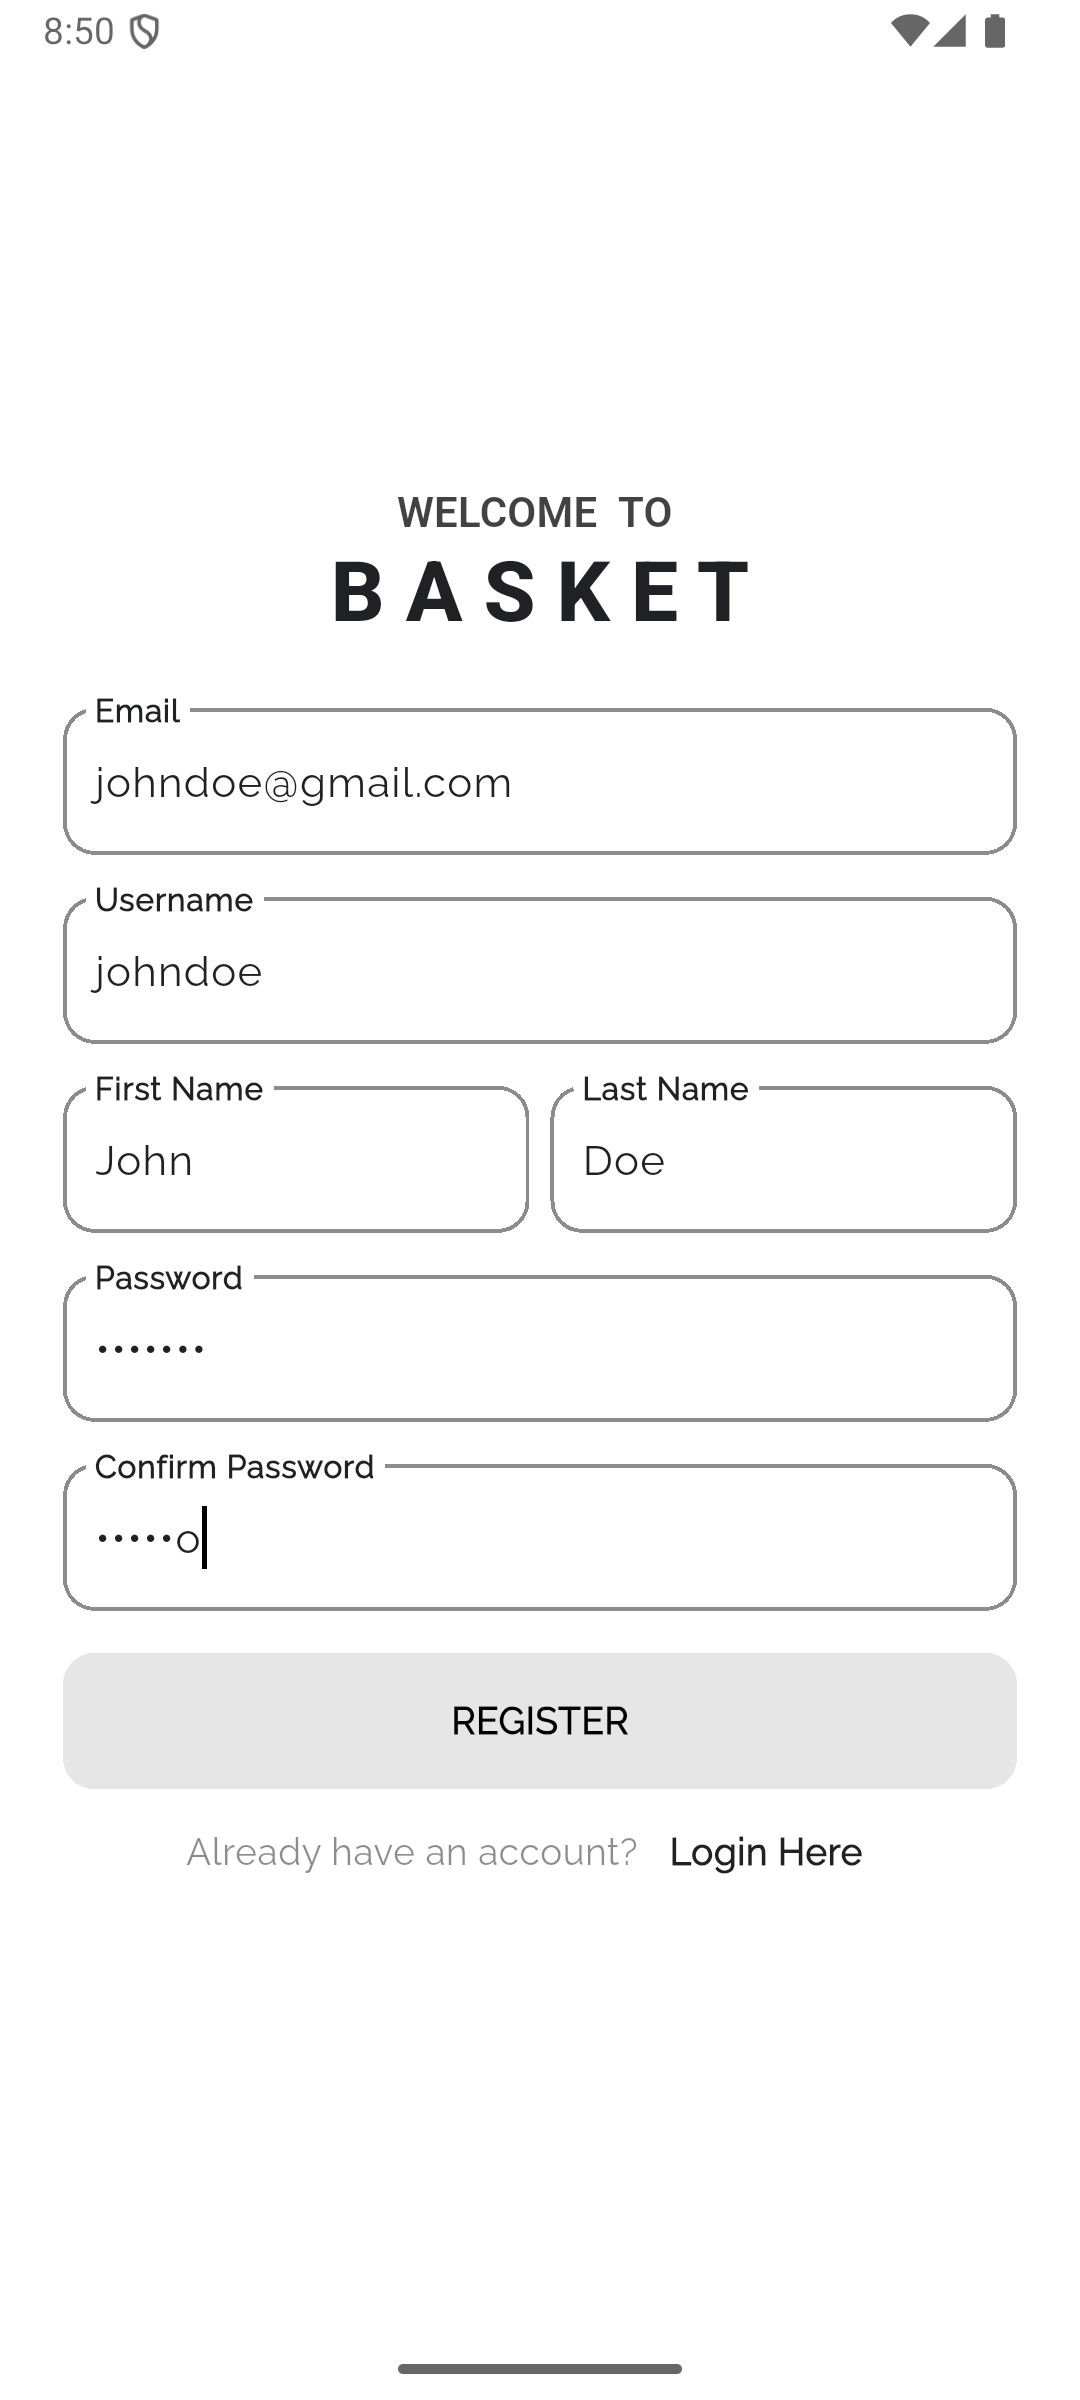 8:50
WELCOME TO
BASKET
Email
johndoe@gmail.com
Username
johndoe
First Name Last Name
John Doe
Password
•••••••
Confirm Password
•••••o
REGISTER
Already have an account? Login Here